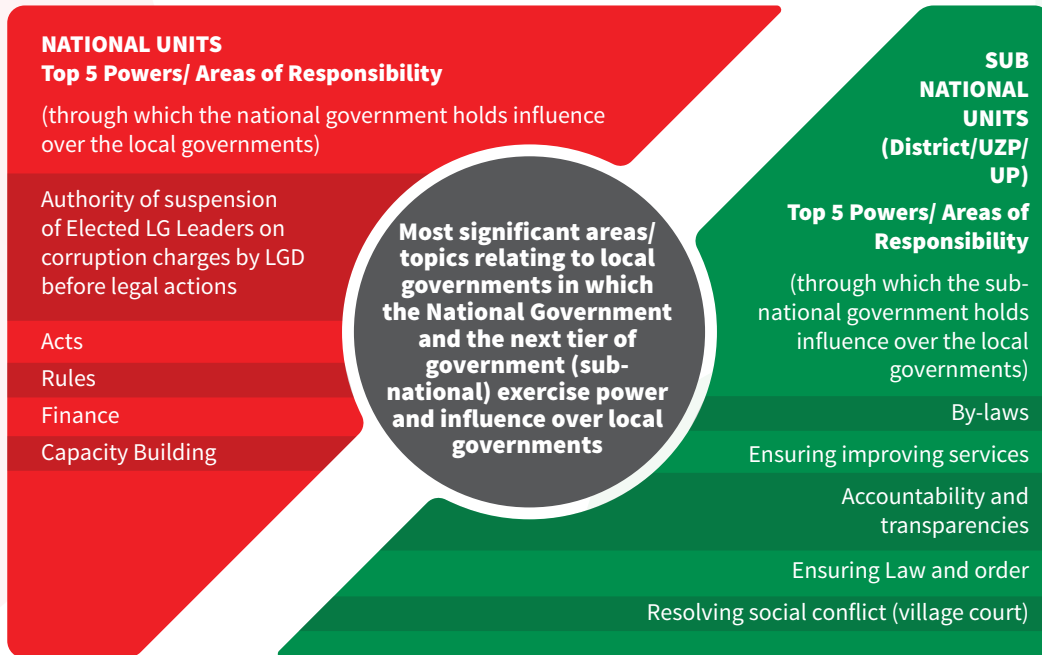 NATIONAL UNITS
Top 5 Powers/ Areas of Responsibility
(through which the national government holds influence
over the local governments)
Authority of suspension
of Elected LG Leaders on
corruption charges by LGD
before legal actions
Acts
Rules
Finance
Capacity Building
Most significant areas/
topics relating to local
governments in which
the National Government
and the next tier of
government (sub-
national) exercise power
and influence over local
governments
SUB
NATIONAL
UNITS
(District/UZP/
UP)
Top 5 Powers/ Areas of
Responsibility
(through which the sub-
national government holds
influence over the local
governments)
By-laws
Ensuring improving services
Accountability and
transparencies
Ensuring Law and order
Resolving social conflict (village court)